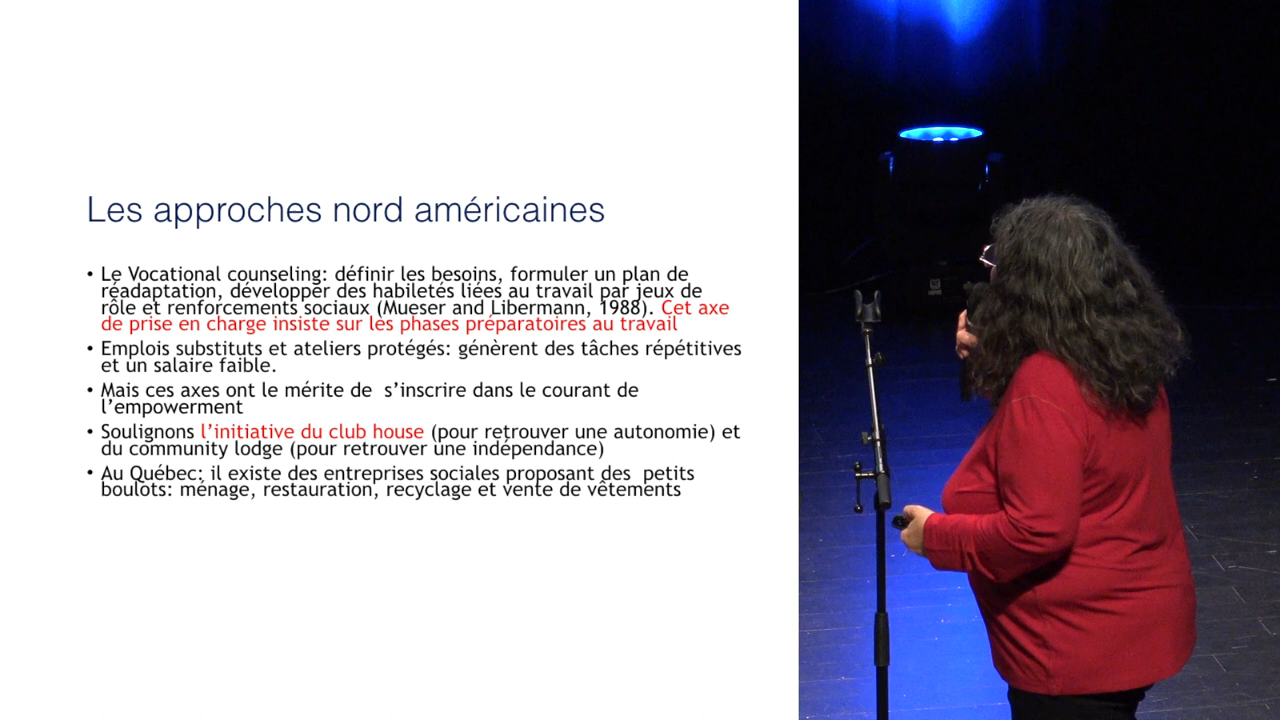 Les approches nord américaines
• Le Vocational counseling: définir les besoins, formuler un plan de
réadaptation, développer des habiletés liées au travail par jeux de
rôle et renforcements sociaux (Mueser and Libermann, 1988). Cet axe
de prise en charge insiste sur les phases préparatoires au travail
• Emplois substituts et ateliers protégés: génèrent des tâches répétitives
et un salaire faible.
• Mais ces axes ont le mérite de  s’inscrire dans le courant de
l’empowerment
• Soulignons l’initiative du club house (pour retrouver une autonomie) et
du community lodge (pour retrouver une indépendance)
• Au Québec: il existe des entreprises sociales proposant des  petits
boulots: ménage, restauration, recyclage et vente de vêtements